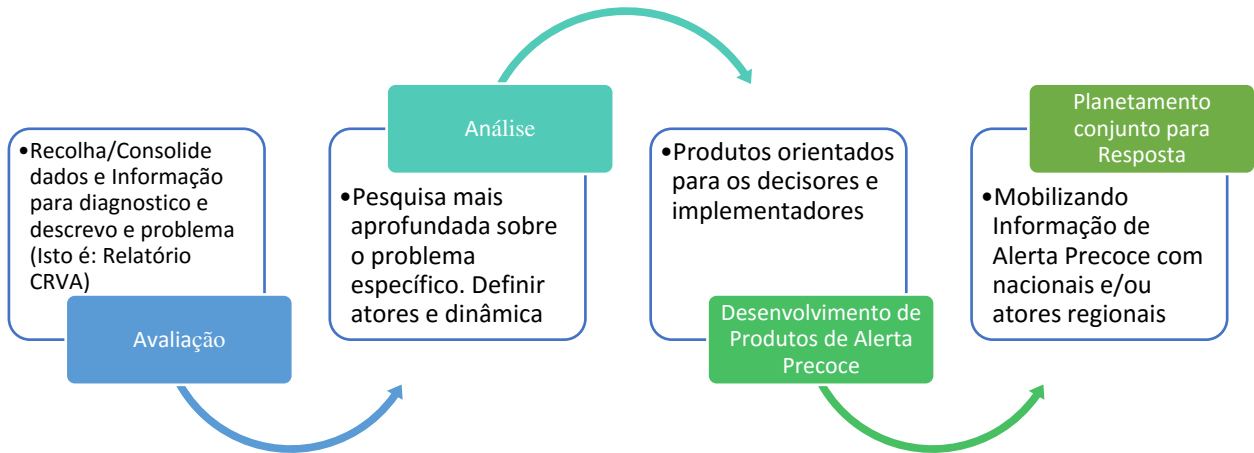 •Recolha/Consolide
dados e Informação
para diagnostico e
descrevo e problema
(Isto é: Relatório
CRVA)
Avaliação
Análise
•Pesquisa mais
aprofundada sobre
o problema
específico. Definir
atores e dinâmica
•Produtos orientados
para os decisores e
implementadores
Desenvolvimento de
Produtos de Alerta
Precoce
Planetamento
conjunto para
Resposta
•Mobilizando
Informação de
Alerta Precoce com
nacionais e/ou
atores regionais